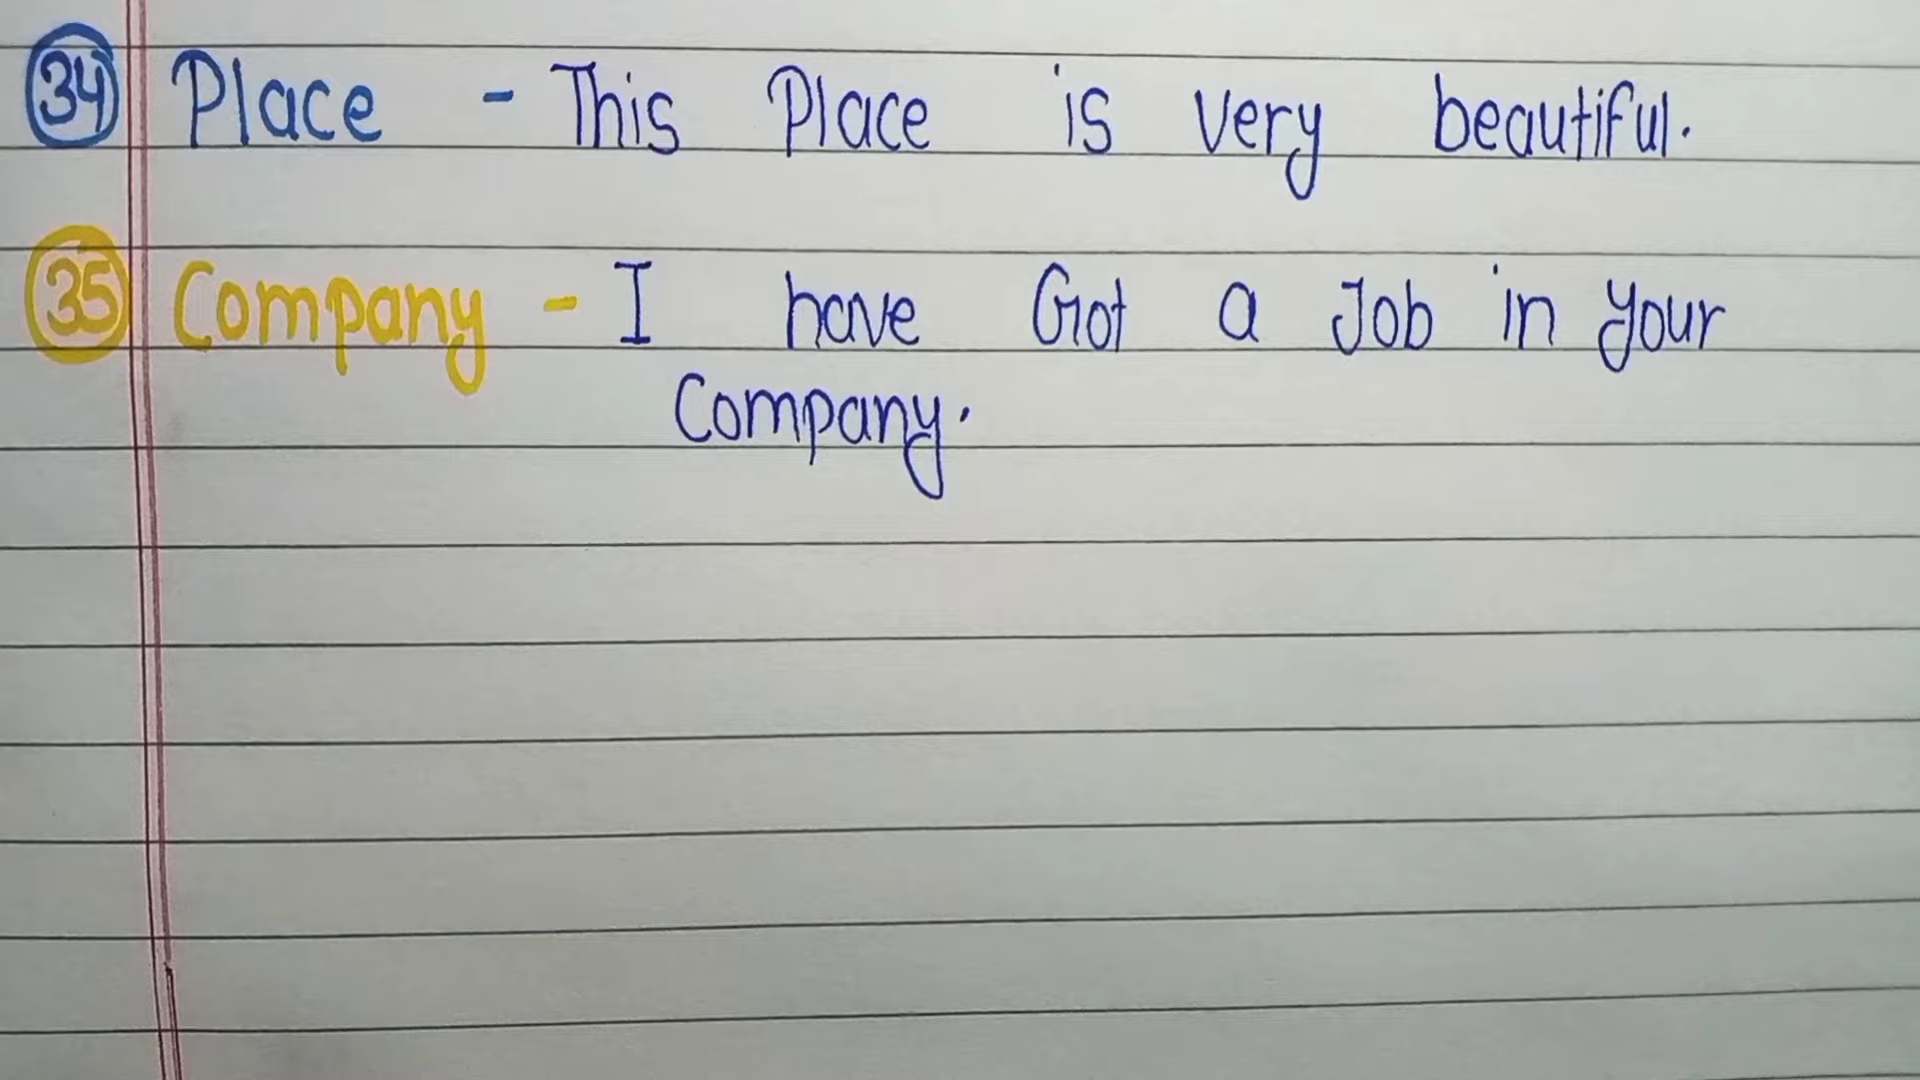 34 Place - This Place is very beautiful.
35 Company - I have Got a Job in your
Company.